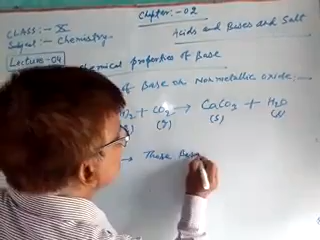 CLASS:- X
Chapter:- 02
Subject:- Chemistry.
Acids and Bases and Salt
Lecture-04
Chemical properties of Base
of Base on Nonmetallic oxide:-
+ CO2 → CaCO3 + H2O
(g) (s) (l)
→ These Bas